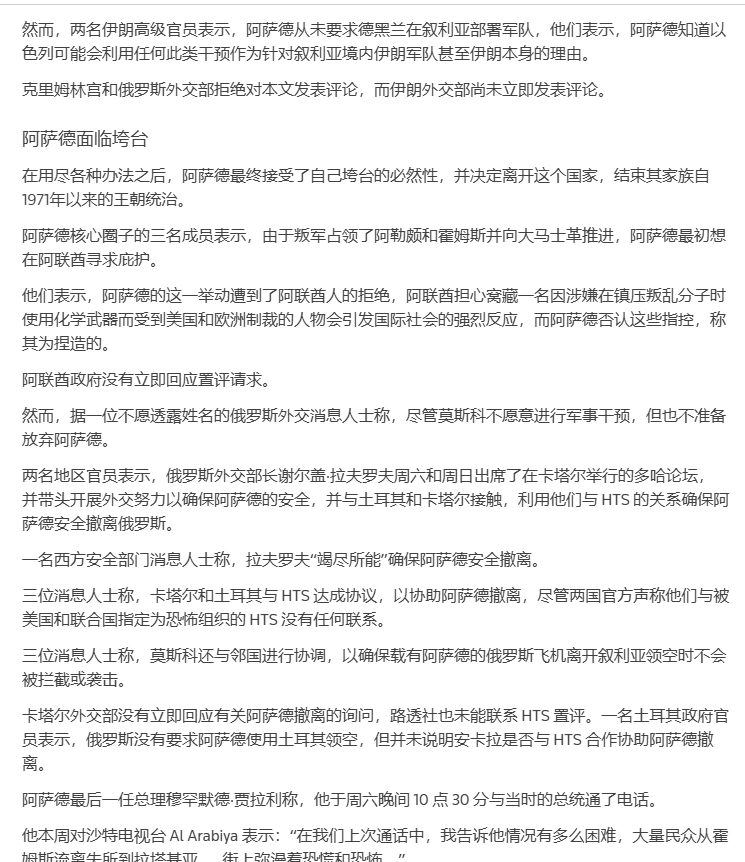 然而，两名伊朗高级官员表示，阿萨德从未要求德黑兰在叙利亚部署军队，他们表示，阿萨德知道以
色列可能会利用任何此类干预作为针对叙利亚境内伊朗军队甚至伊朗本身的理由。
克里姆林宫和俄罗斯外交部拒绝对本文发表评论，而伊朗外交部尚未立即发表评论。
阿萨德面临垮台
在用尽各种办法之后，阿萨德最终接受了自己垮台的必然性，并决定离开这个国家，结束其家族自
1971年以来的王朝统治。
阿萨德核心圈子的三名成员表示，由于叛军占领了阿勒颇和霍姆斯并向大马士革推进，阿萨德最初想
在阿联酋寻求庇护。
他们表示，阿萨德的这一举动遭到了阿联酋人的拒绝，阿联酋担心窝藏一名因涉嫌在镇压叛乱分子时
使用化学武器而受到美国和欧洲制裁的人物会引发国际社会的强烈反应，而阿萨德否认这些指控，称
其为捏造的。
阿联酋政府没有立即回应置评请求。
然而，据一位不愿透露姓名的俄罗斯外交消息人士称，尽管莫斯科不愿意进行军事干预，但也不准备
放弃阿萨德。
两名地区官员表示，俄罗斯外交部长谢尔盖·拉夫罗夫周六和周日出席了在卡塔尔举行的多哈论坛，
并带头开展外交努力以确保阿萨德的安全，并与土耳其和卡塔尔接触，利用他们与 HTS 的关系确保阿
萨德安全撤离俄罗斯。
一名西方安全部门消息人士称，拉夫罗夫“竭尽所能”确保阿萨德安全撤离。
三位消息人士称，卡塔尔和土耳其与 HTS 达成协议，以协助阿萨德撤离，尽管两国官方声称他们与被
美国和联合国指定为恐怖组织的 HTS 没有任何联系。
三位消息人士称，莫斯科还与邻国进行协调，以确保载有阿萨德的俄罗斯飞机离开叙利亚领空时不会
被拦截或袭击。
卡塔尔外交部没有立即回应有关阿萨德撤离的询问，路透社也未能联系 HTS 置评。一名土耳其政府官
员表示，俄罗斯没有要求阿萨德使用土耳其领空，但并未说明安卡拉是否与 HTS 合作协助阿萨德撤
离。
阿萨德最后一任总理穆罕默德·贾拉利称，他于周六晚间 10 点 30 分与当时的总统通了电话。
他本周对沙特电视台 Al Arabiya 表示：“在我们上次通话中，我告诉他情况有多么困难，大量民众从霍
姆斯流离失所到拉塔基亚……街上弥漫着恐慌和恐怖。”